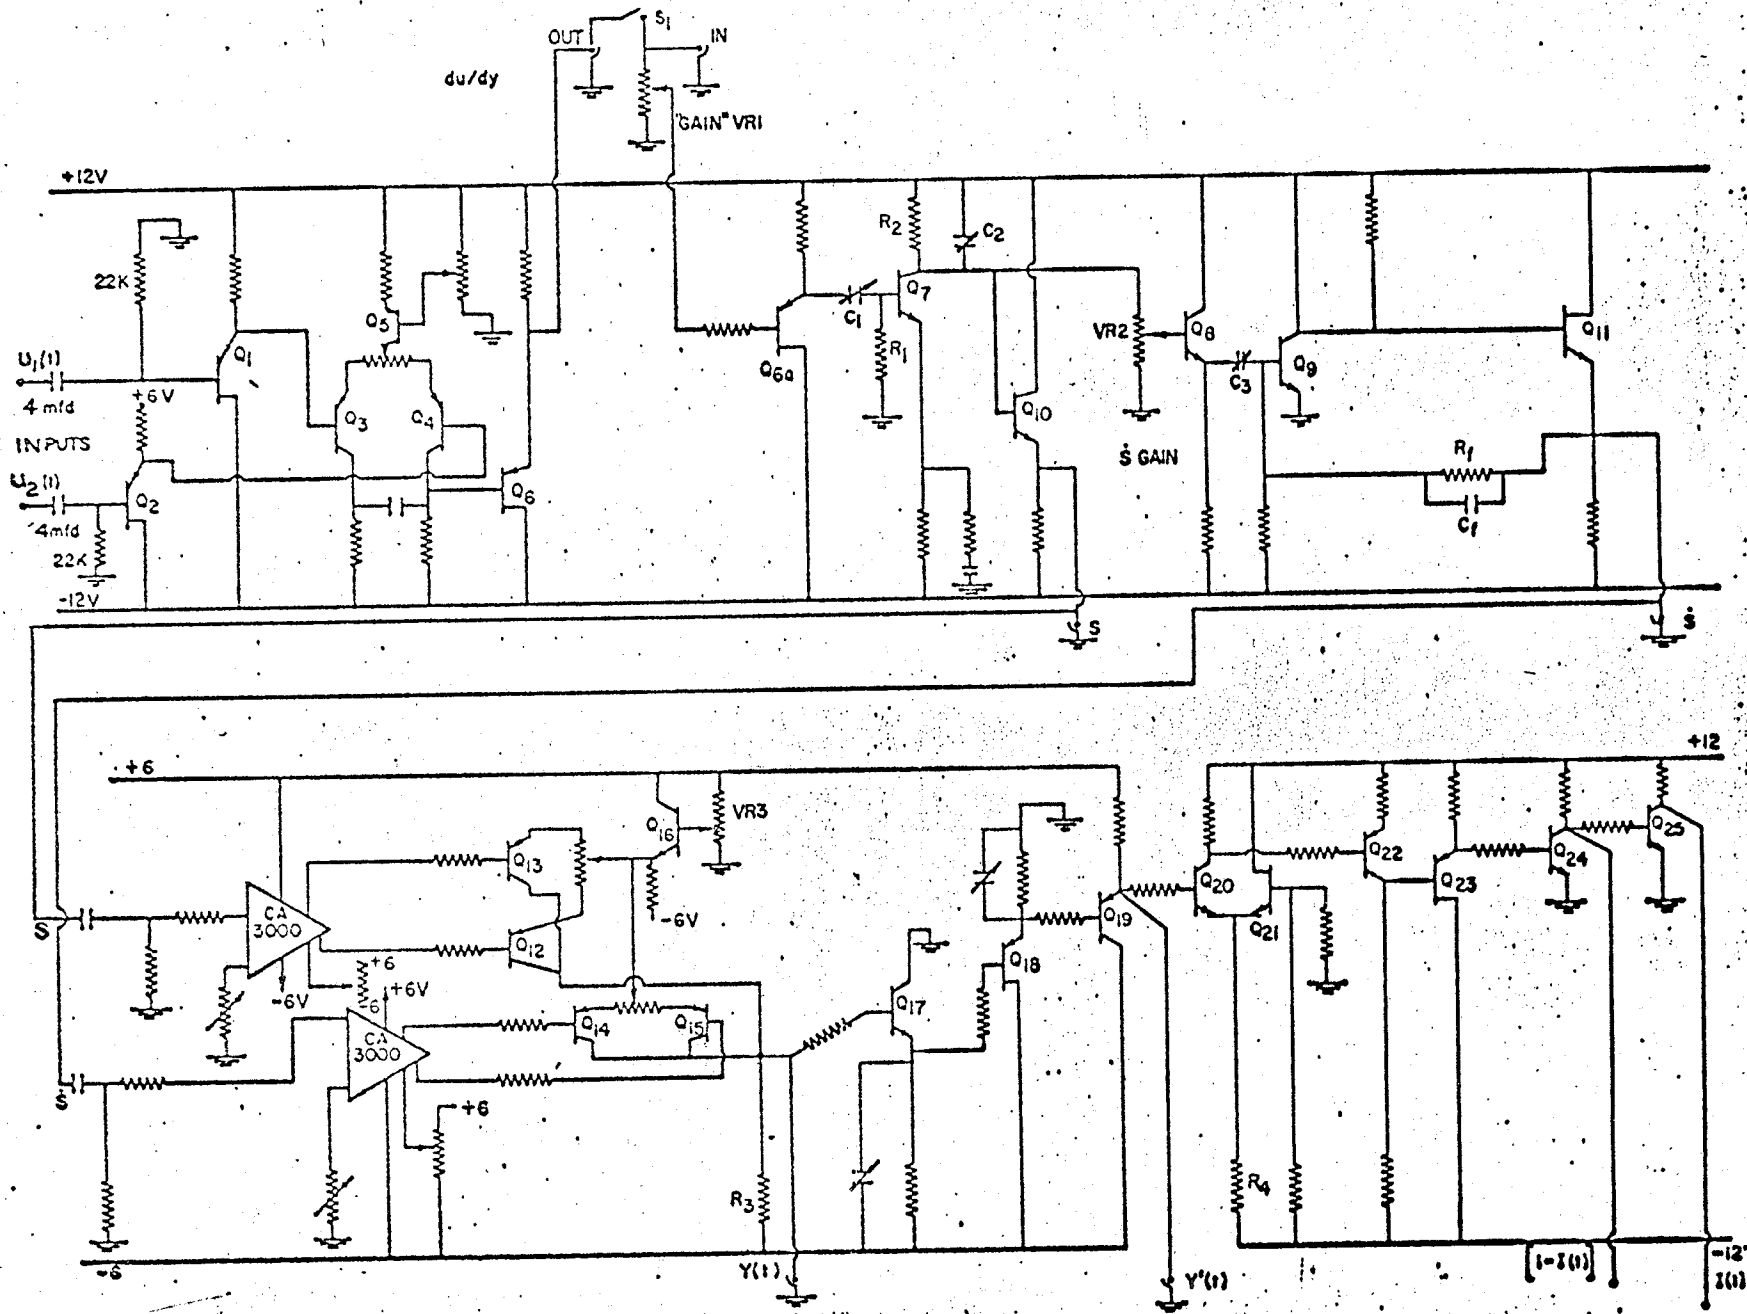 S1
OUT
IN
du/dy
"GAIN" VR1
+12V
R2
C2
22K
Q5
Q7
C1
VR2
Q8
Q11
Q1
R1
C3
Q9
U1(t)
Q6a
4 mfd
+6V
Q3
Q4
Q10
INPUTS
Ṡ GAIN
Rf
U2(t)
Q2
Q6
Cf
4mfd
22K
-12V
S
Ṡ
+12
+6
VR3
Q16
Q13
Q22
Q24
Q25
CA
3000
Q20
Q23
S
-6V
Q19
Q21
Q12
+6
+6V
-6
-6V
Q18
Q17
CA
3000
Q14
Q15
Ṡ
+6
R3
R4
-6
Y(t)
Y'(t)
1-I(t)
-12
I(t)